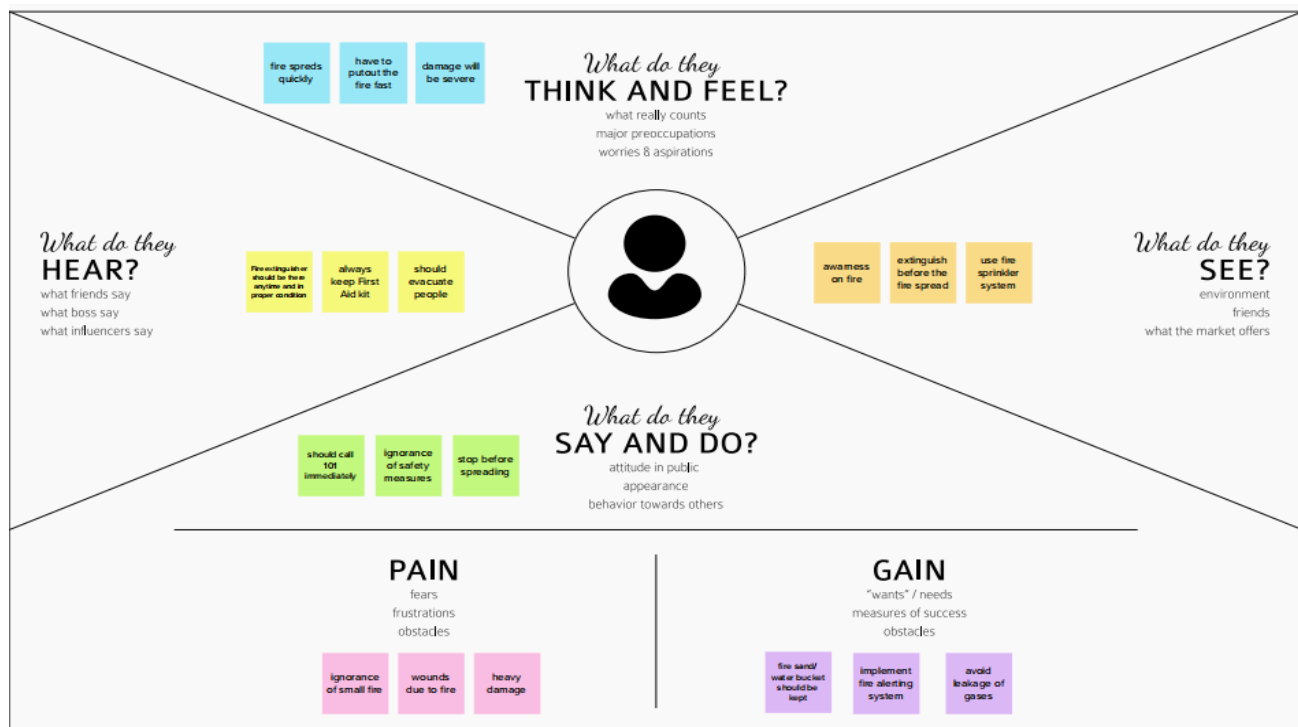 fire spreds
quickly
have to
putout the
fire fast
damage will
be severe
What do they
THINK AND FEEL?
what really counts
major preoccupations
worries & aspirations
What do they
HEAR?
what friends say
what boss say
what influencers say
Fire extinguisher
should be there
anytime and in
proper condition
always
keep First
Aid kit
should
evacuate
people
awarness
on fire
extinguish
before the
fire spread
use fire
sprinkler
system
What do they
SEE?
environment
friends
what the market offers
should call
101
immediately
ignorance
of safety
measures
stop before
spreading
What do they
SAY AND DO?
attitude in public
appearance
behavior towards others
PAIN
fears
frustrations
obstacles
ignorance
of small fire
wounds
due to fire
heavy
damage
GAIN
"wants" / needs
measures of success
obstacles
fire sand/
water bucket
should be
kept
implement
fire alerting
system
avoid
leakage of
gases